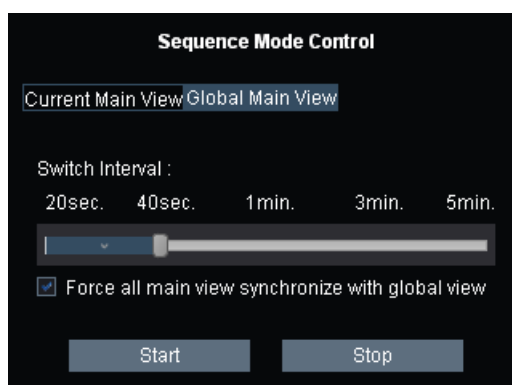 Sequence Mode Control
Current Main View Global Main View
Switch Interval :
20sec. 40sec. 1min. 3min. 5min.
Force all main view synchronize with global view
Start Stop